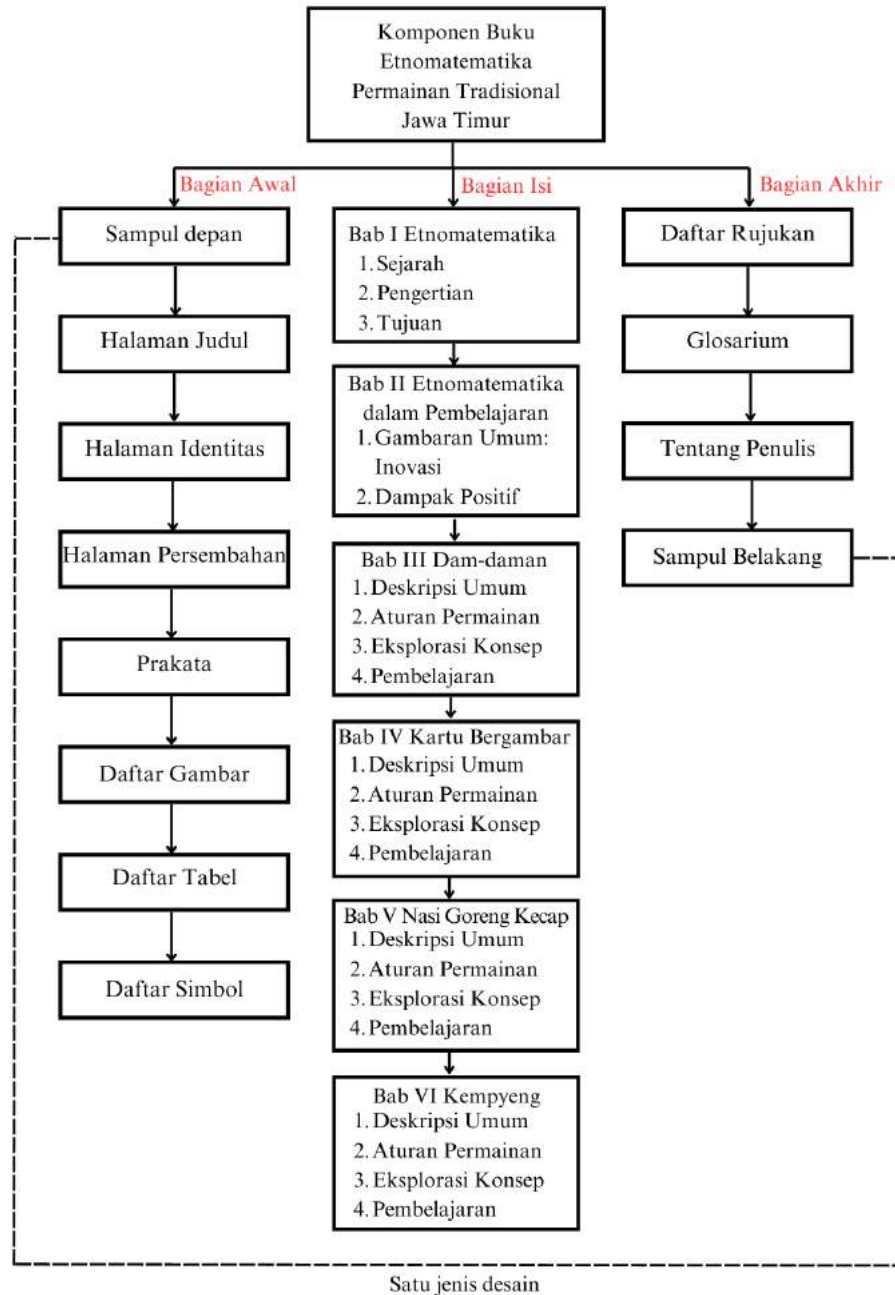 Komponen Buku
Etnomatematika
Permainan Tradisional
Jawa Timur
Bagian Awal
Sampul depan
Halaman Judul
Halaman Identitas
Halaman Persembahan
Prakata
Daftar Gambar
Daftar Tabel
Daftar Simbol
Bagian Isi
Bab I Etnomatematika
1. Sejarah
2. Pengertian
3. Tujuan
Bab II Etnomatematika
dalam Pembelajaran
1. Gambaran Umum:
Inovasi
2. Dampak Positif
Bab III Dam-daman
1. Deskripsi Umum
2. Aturan Permainan
3. Eksplorasi Konsep
4. Pembelajaran
Bab IV Kartu Bergambar
1. Deskripsi Umum
2. Aturan Permainan
3. Eksplorasi Konsep
4. Pembelajaran
Bab V Nasi Goreng Kecap
1. Deskripsi Umum
2. Aturan Permainan
3. Eksplorasi Konsep
4. Pembelajaran
Bab VI Kempyeng
1. Deskripsi Umum
2. Aturan Permainan
3. Eksplorasi Konsep
4. Pembelajaran
Bagian Akhir
Daftar Rujukan
Glosarium
Tentang Penulis
Sampul Belakang
Satu jenis desain